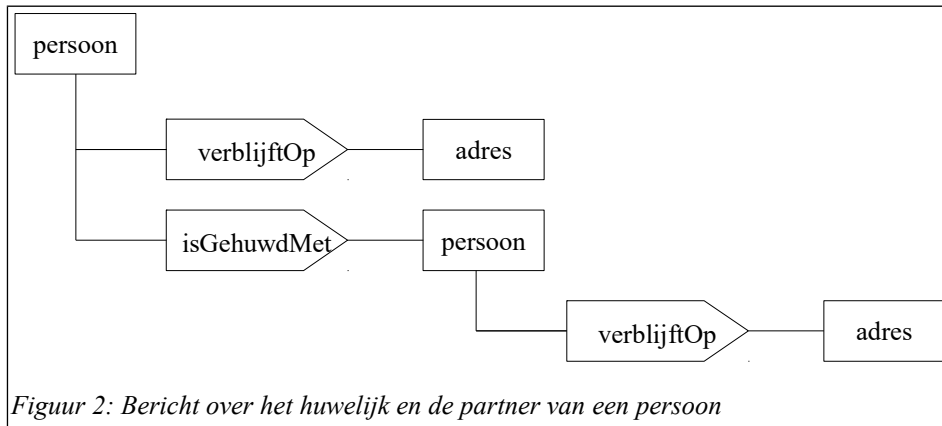 persoon
verblijftOp
adres
isGehuwdMet
persoon
verblijftOp
adres
Figuur 2: Bericht over het huwelijk en de partner van een persoon